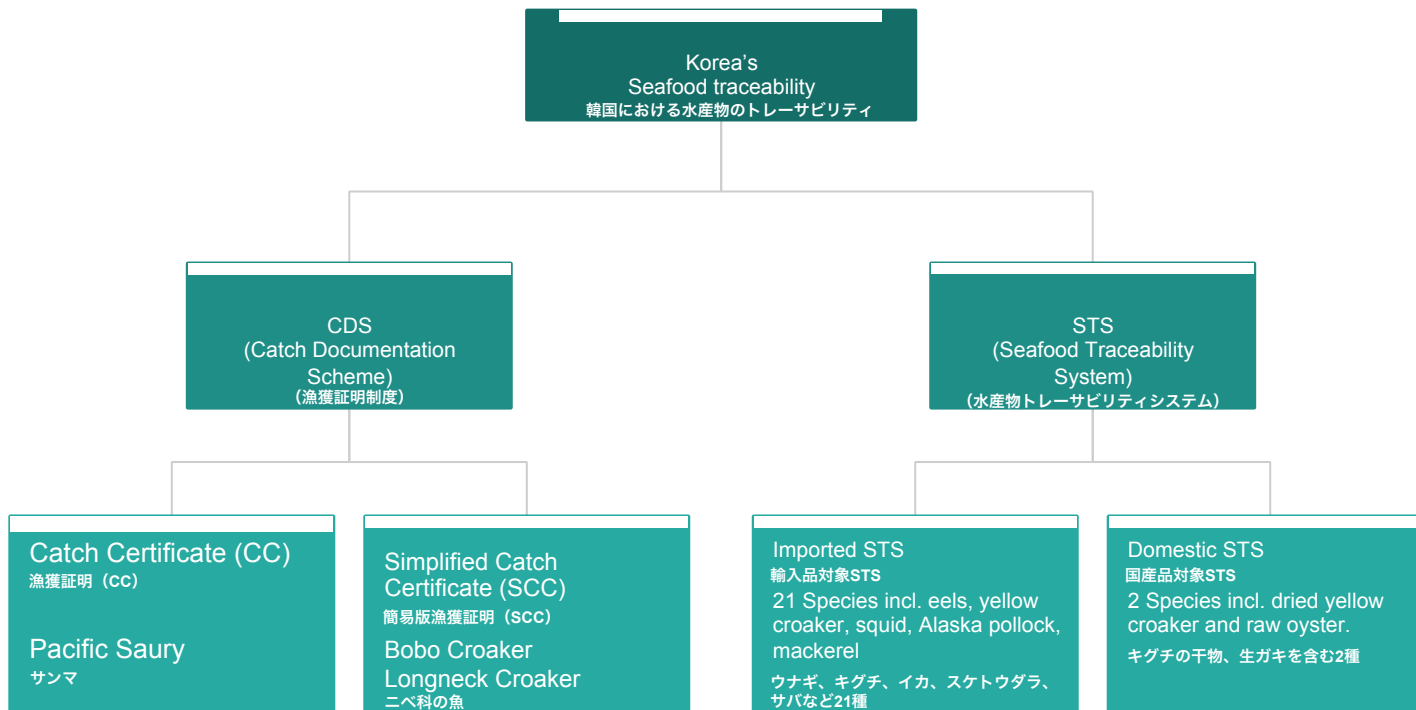 Korea’s
Seafood traceability
韓国における水産物のトレーサビリティ
CDS
(Catch Documentation
Scheme)
（漁獲証明制度）
STS
(Seafood Traceability
System)
（水産物トレーサビリティシステム）
Catch Certificate (CC)
漁獲証明（CC）
Pacific Saury
サンマ
Simplified Catch
Certificate (SCC)
簡易版漁獲証明（SCC）
Bobo Croaker
Longneck Croaker
ニベ科の魚
Imported STS
輸入品対象STS
21 Species incl. eels, yellow
croaker, squid, Alaska pollock,
mackerel
ウナギ、キグチ、イカ、スケトウダラ、
サバなど21種
Domestic STS
国産品対象STS
2 Species incl. dried yellow
croaker and raw oyster.
キグチの干物、生ガキを含む2種